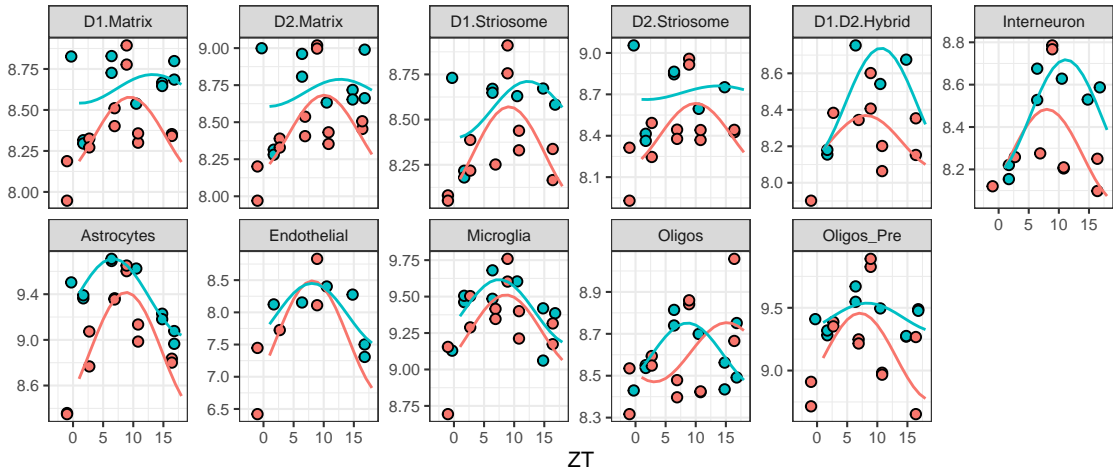 D1.Matrix D2.Matrix D1.Striosome D2.Striosome D1.D2.Hybrid Interneuron
8.75 8.50 8.25 8.00
9.00 8.75 8.50 8.25 8.00
8.75 8.50 8.25
9.0 8.7 8.4 8.1
8.6 8.4 8.2 8.0
8.8 8.6 8.4 8.2
0 5 10 15
Astrocytes Endothelial Microglia Oligos Oligos_Pre
9.4 9.0 8.6
8.5 8.0 7.5 7.0 6.5
9.75 9.50 9.25 9.00 8.75
8.9 8.7 8.5 8.3
9.5 9.0
0 5 10 15 0 5 10 15 0 5 10 15 0 5 10 15 0 5 10 15
ZT